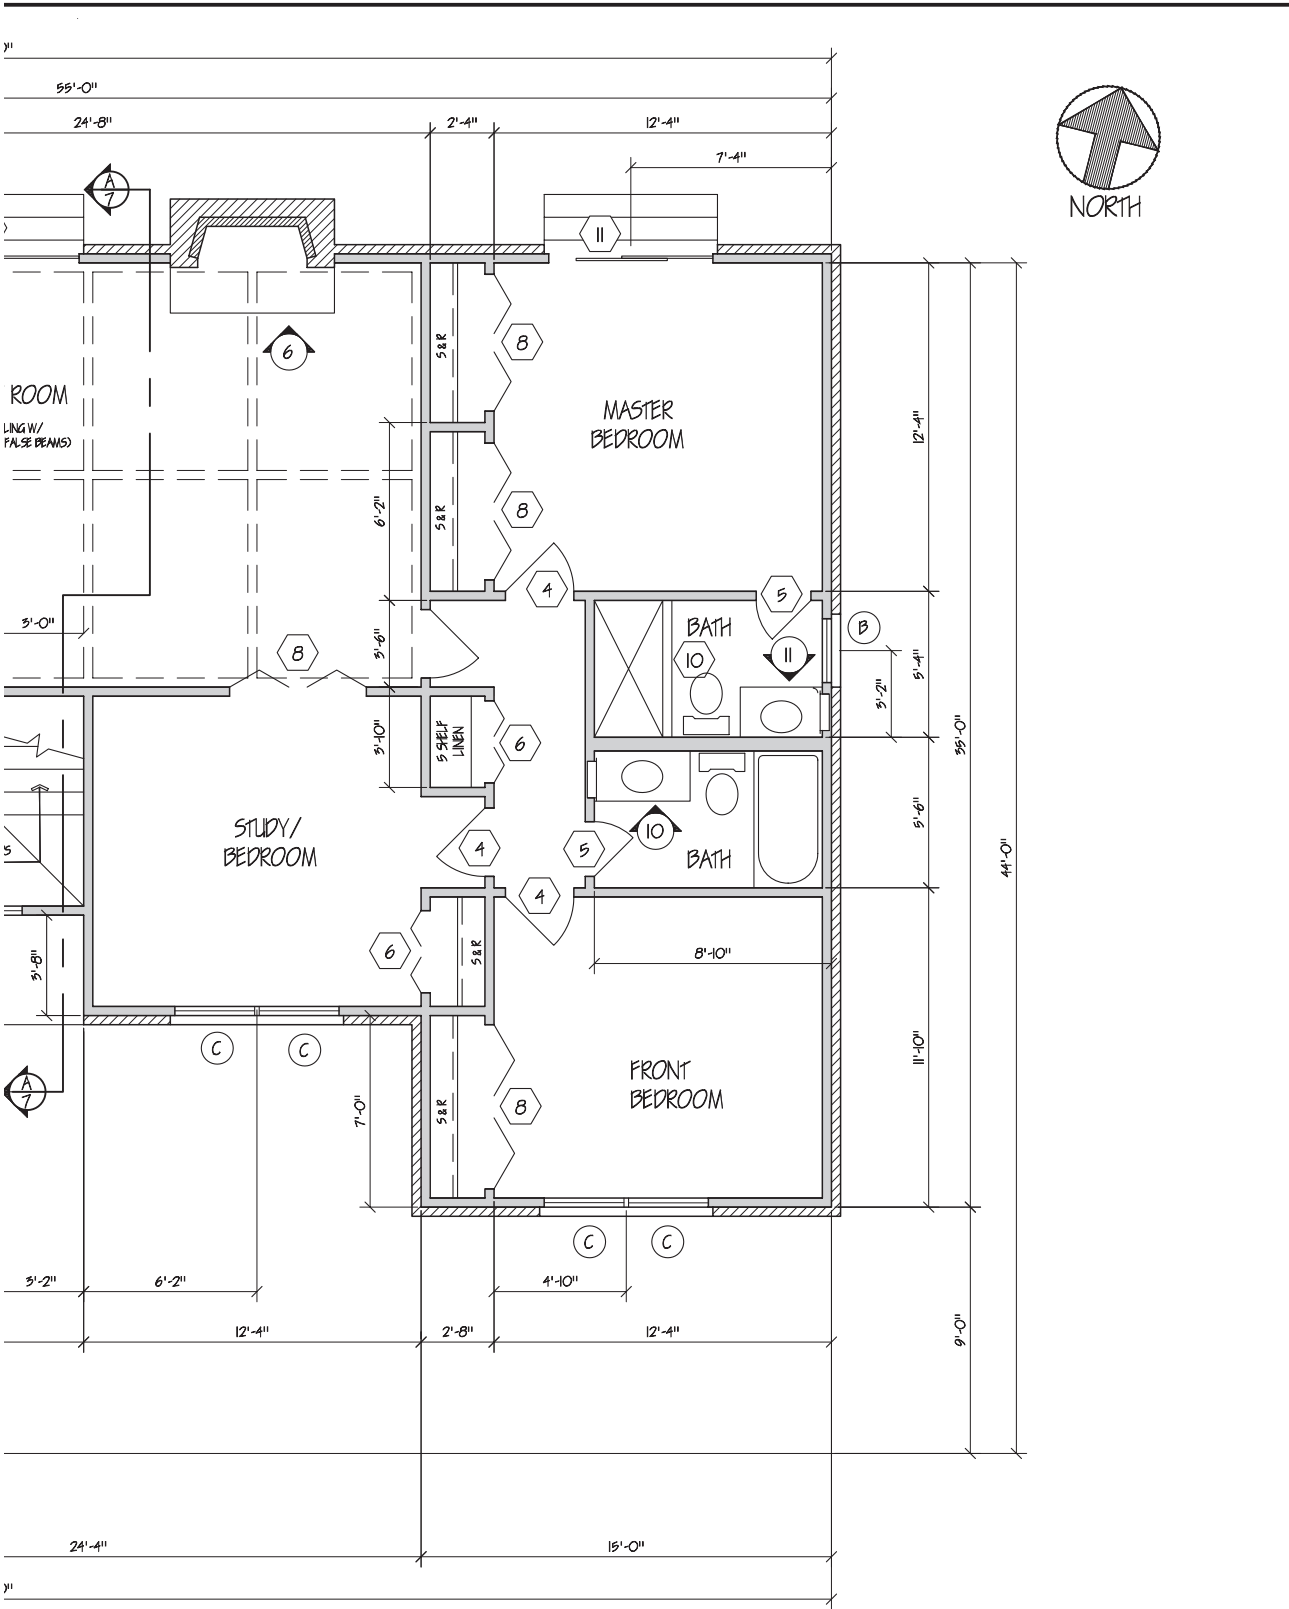 55'-0"
24'-8"
2'-4"
12'-4"
7'-4"
NORTH
A
7
11
6
S & R
8
ROOM
LING W/
FALSE BEAMS)
MASTER
BEDROOM
12'-4"
6'-2"
S & R
8
4
5
3'-0"
3'-6"
8
BATH
10
11
B
5'-4"
3'-2"
35'-0"
3'-10"
5 SHELF
LINEN
6
STUDY/
BEDROOM
4
5
10
BATH
5'-6"
44'-0"
4
3'-8"
6
S & R
8'-10"
C
C
A
7
7'-0"
S & R
8
FRONT
BEDROOM
11'-10"
C
C
3'-2"
6'-2"
4'-10"
12'-4"
2'-8"
12'-4"
9'-0"
24'-4"
15'-0"